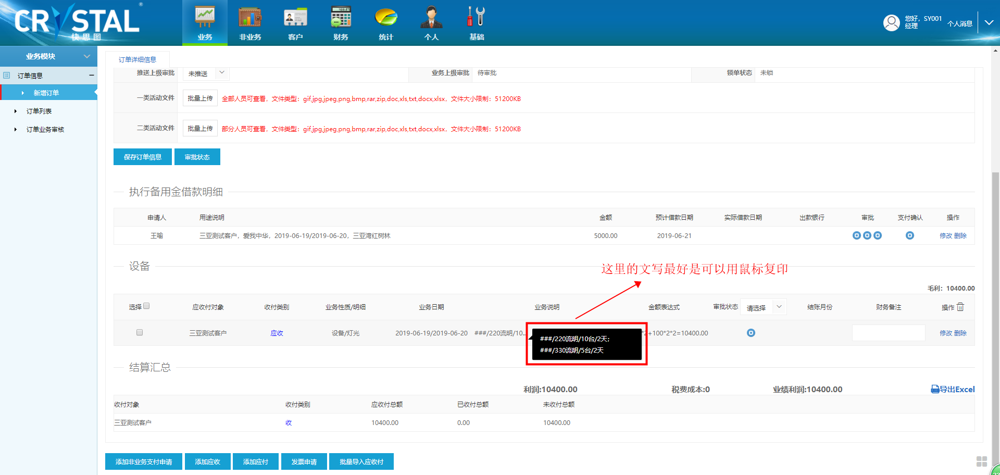 CRYSTAL ®
快思图
业务
非业务
客户
财务
统计
个人
基础
您好，SY001
经理
个人消息
业务模块
订单信息
新增订单
订单列表
订单业务审核
订单详细信息
推送上级审批 未推送 业务上级审批 待审批 锁单状态 未锁
一类活动文件 批量上传 全部人员可查看，文件类型：gif,jpg,jpeg,png,bmp,rar,zip,doc,xls,txt,docx,xlsx，文件大小限制：51200KB
二类活动文件 批量上传 部分人员可查看，文件类型：gif,jpg,jpeg,png,bmp,rar,zip,doc,xls,txt,docx,xlsx，文件大小限制：51200KB
保存订单信息 审批状态
执行备用金借款明细
申请人 用途说明 金额 预计借款日期 实际借款日期 出款银行 审批 支付确认 操作
王喻 三亚测试客户，爱我中华，2019-06-19/2019-06-20，三亚湾红树林 5000.00 2019-06-21 修改 删除
设备
这里的文写最好是可以用鼠标复印
毛利：10400.00
选择 应收付对象 收付类别 业务性质/明细 业务日期 业务说明 金额表达式 审批状态 请选择 结账月份 财务备注 操作
三亚测试客户 应收 设备/灯光 2019-06-19/2019-06-20 ###/220流明/10... *2+100*2*2=10400.00 修改 删除
###/220流明/10台/2天;
###/330流明/5台/2天
结算汇总
利润:10400.00 税费成本:0 业绩利润:10400.00 导出Excel
收付对象 收付类别 应收付总额 已收付总额 未收付总额
三亚测试客户 收 10400.00 0.00 10400.00
添加非业务支付申请 添加应收 添加应付 发票申请 批量导入应收付